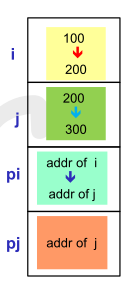 i
100
200
j
200
300
pi
addr of i
addr of j
pj
addr of j